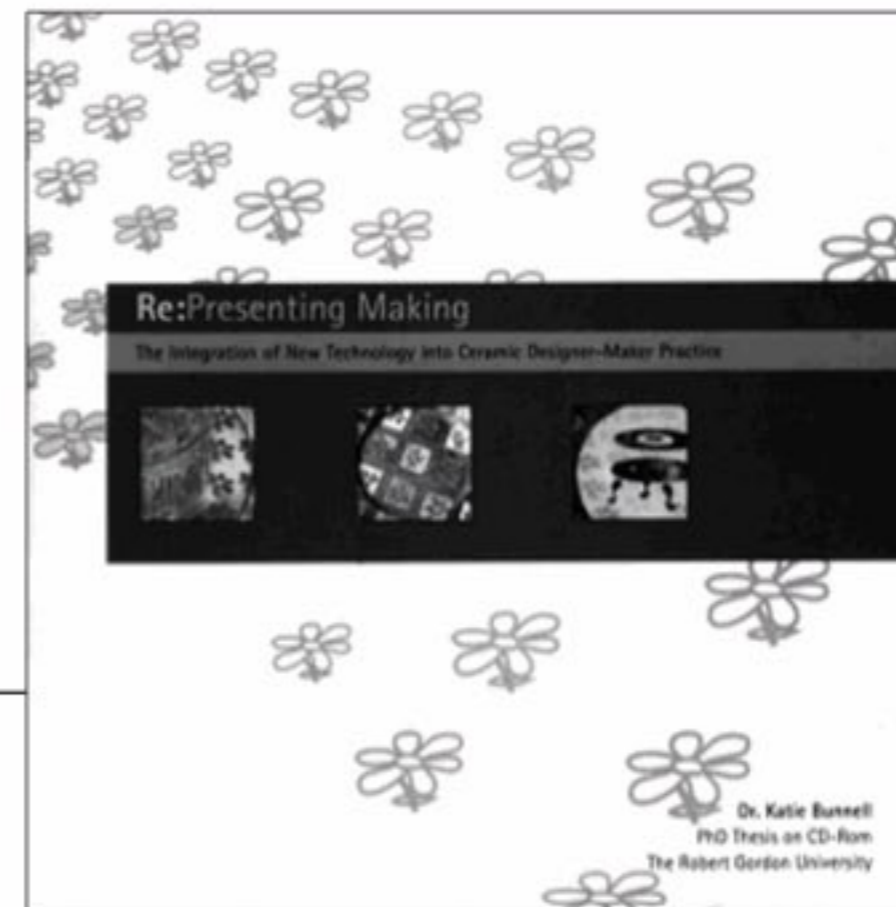 Re:Presenting Making
The Integration of New Technology into Ceramic Designer-Maker Practice
Dr. Katie Bunnell
PhD Thesis on CD-Rom
The Robert Gordon University